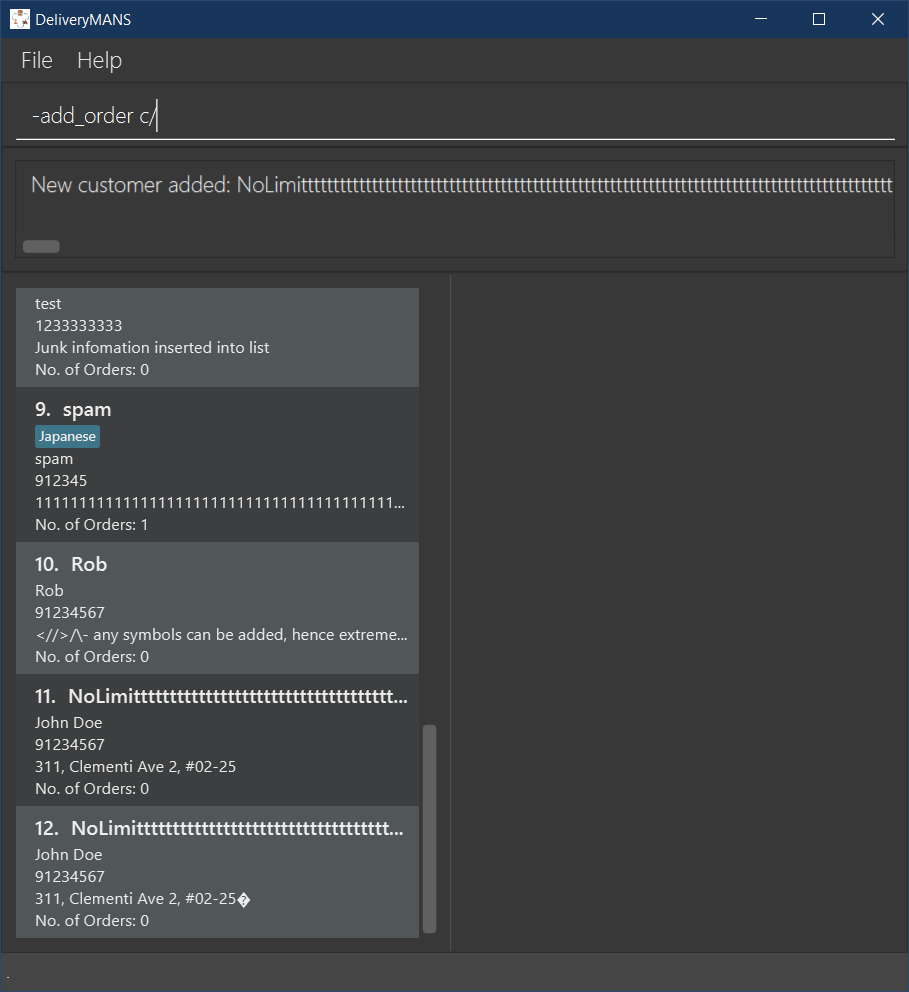 DeliveryMANS
File Help
-add_order c/
New customer added: NoLimittttttttttttttttttttttttttttttttttttttttttttttttttttttttttttttttttttttttttttttttttttttttttttt
test
1233333333
Junk infomation inserted into list
No. of Orders: 0
9. spam
Japanese
spam
912345
111111111111111111111111111111111111111111...
No. of Orders: 1
10. Rob
Rob
91234567
<//>/\- any symbols can be added, hence extreme...
No. of Orders: 0
11. NoLimitttttttttttttttttttttttttttttttttttttt...
John Doe
91234567
311, Clementi Ave 2, #02-25
No. of Orders: 0
12. NoLimittttttttttttttttttttttttttttttttttttt...
John Doe
91234567
311, Clementi Ave 2, #02-25�
No. of Orders: 0
.